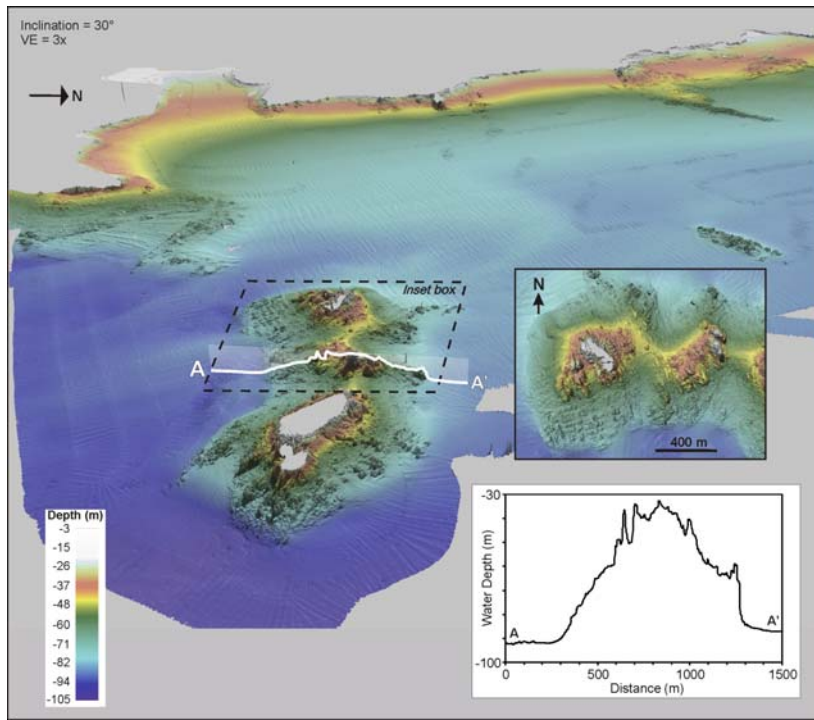 Inclination = 30°
VE = 3x
N
Inset box
N
A
A'
400 m
Depth (m)
-3
-15
-26
-37
-48
-60
-71
-82
-94
-105
-30
Water Depth (m)
A
A'
-100
0
500
1000
1500
Distance (m)